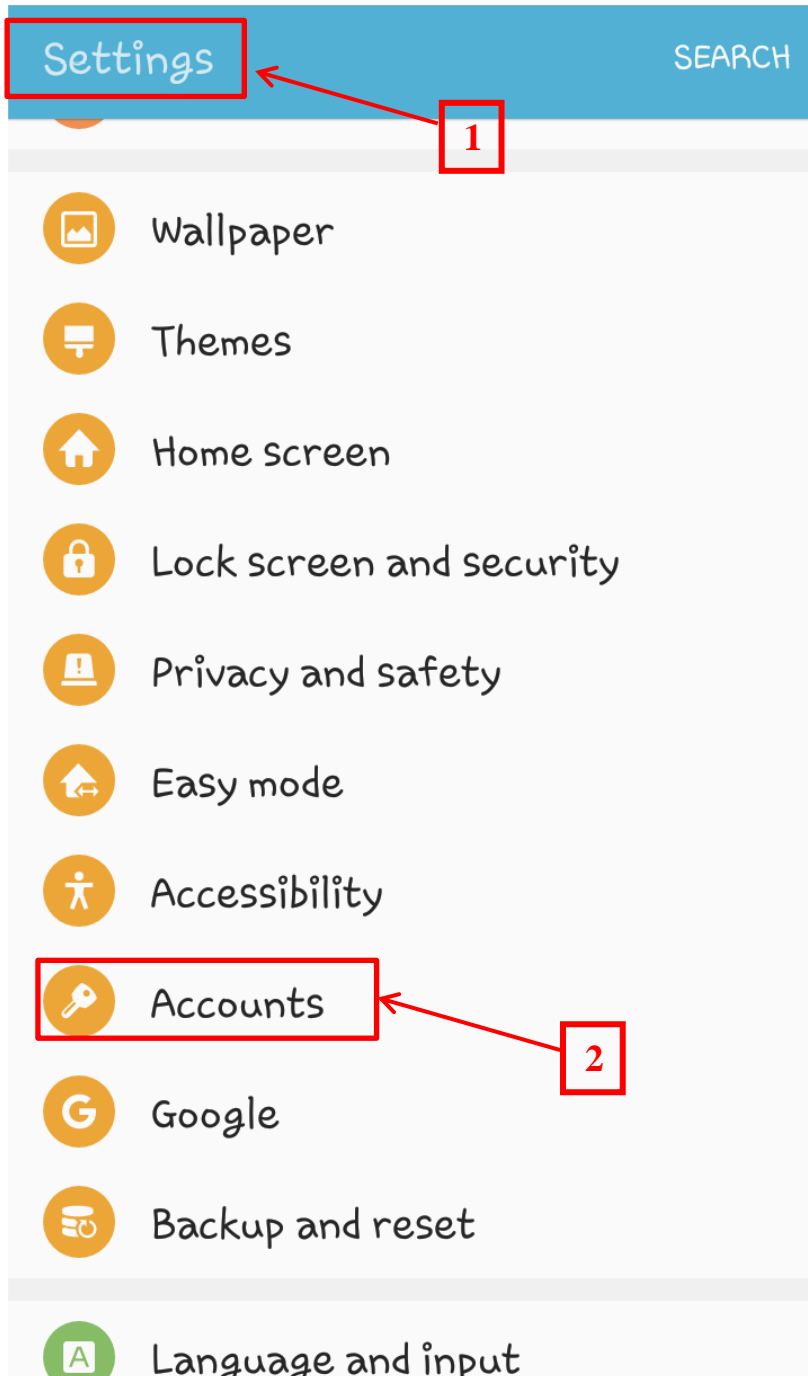 Settings
SEARCH
1
Wallpaper
Themes
Home screen
Lock screen and security
Privacy and safety
Easy mode
Accessibility
Accounts
2
G
Google
Backup and reset
A
Language and input